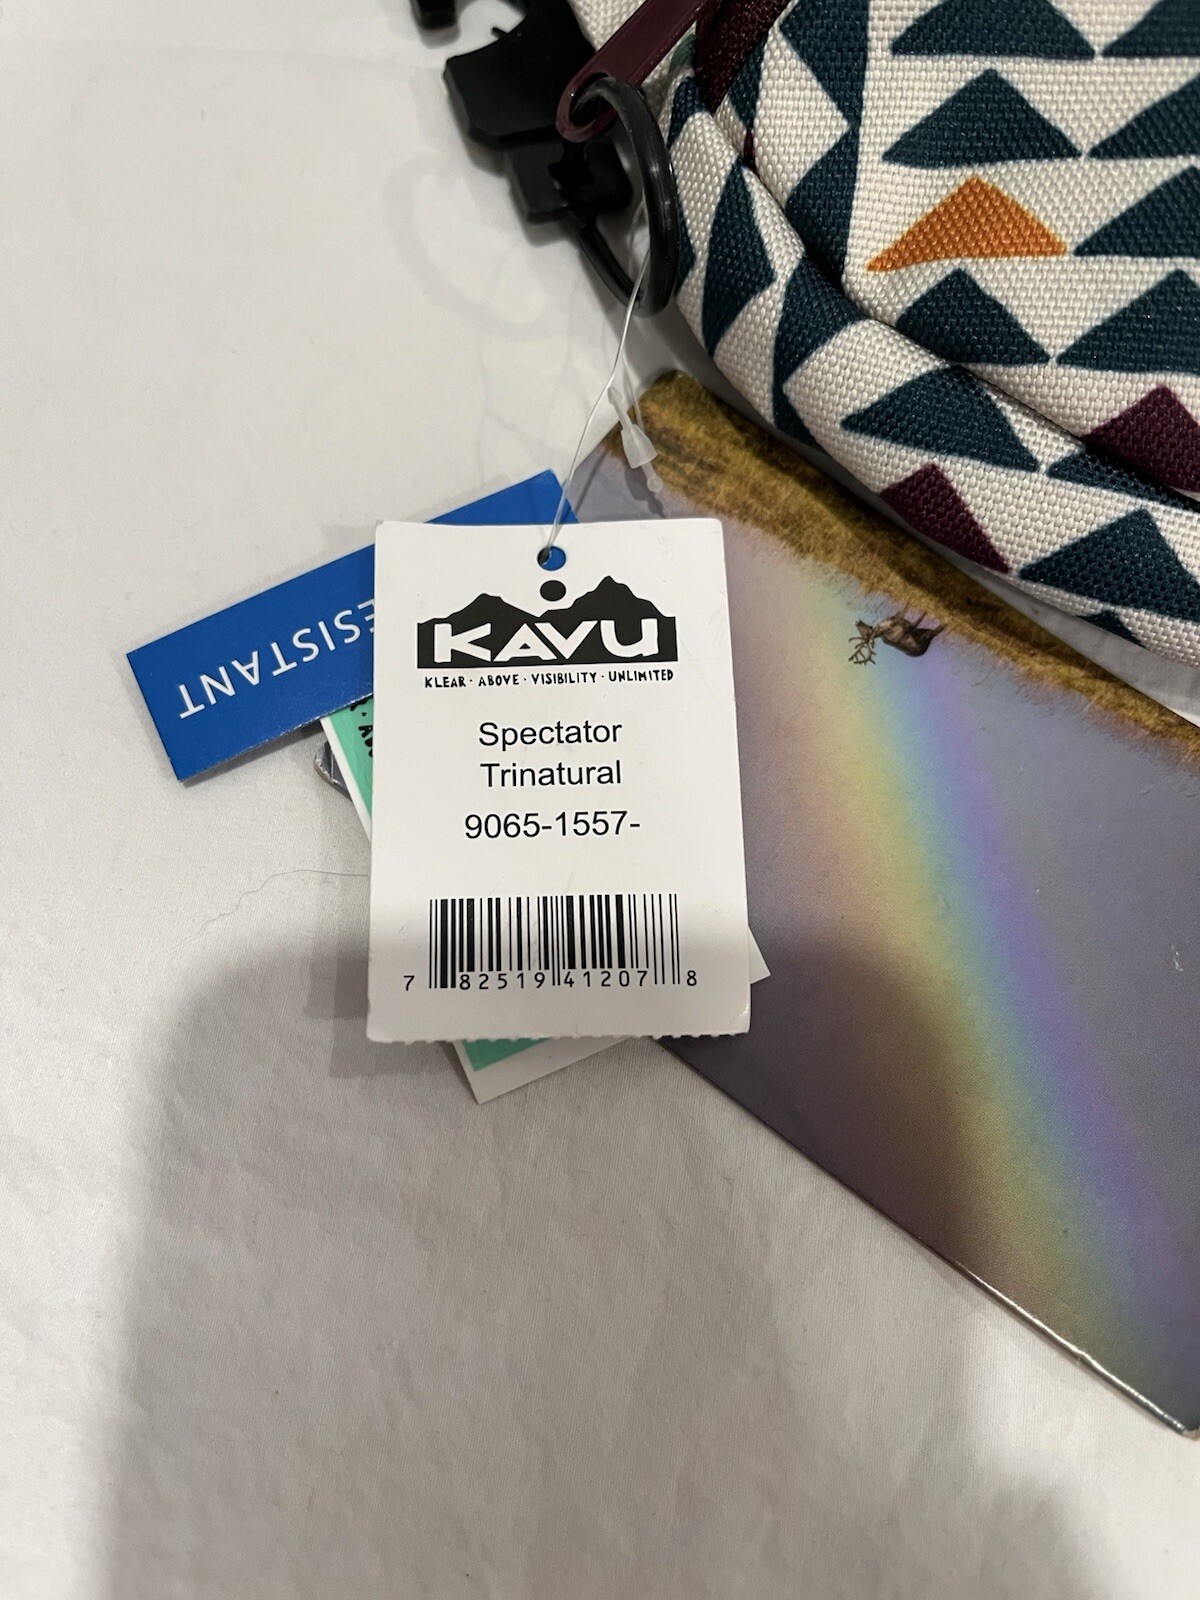 KAVU
KLEAR · ABOVE · VISIBILITY · UNLIMITED
Spectator
Trinatural
9065-1557-
7 82519 41207 8
ESISTANT